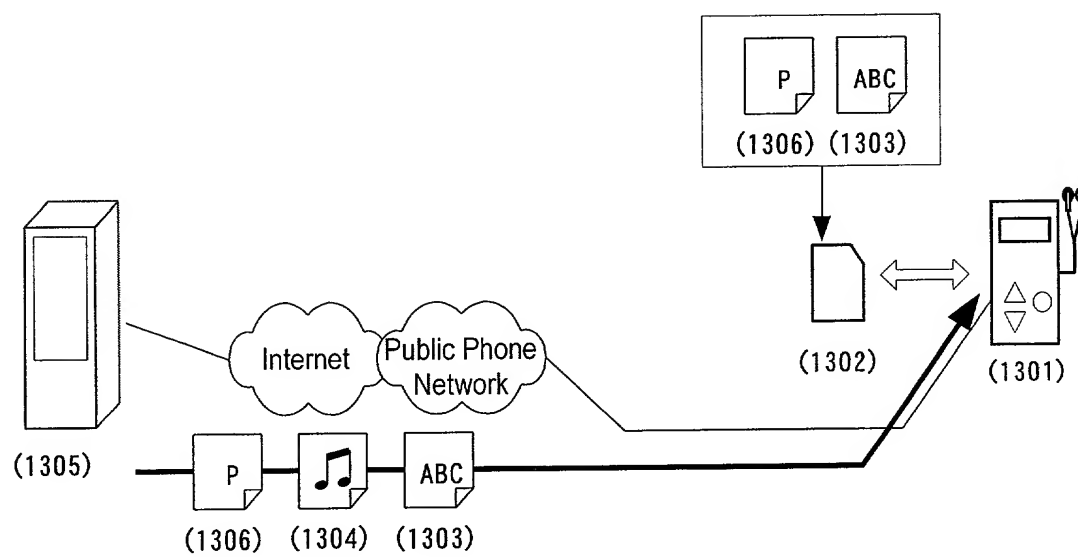 P ABC
(1306) (1303)
(1302)
(1301)
Internet
Public Phone
Network
(1305)
P ABC
(1306) (1304) (1303)